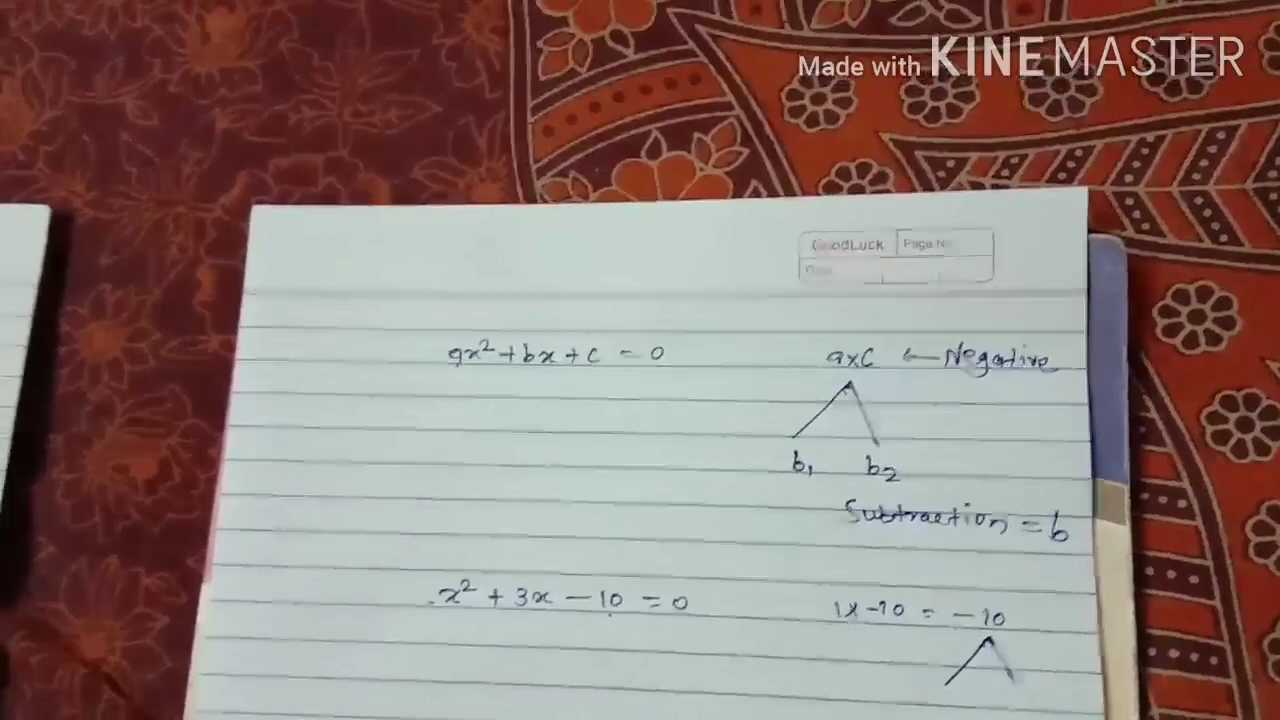 Made with KINEMASTER
GoodLuck Page No.
Date
ax² + bx + c = 0
a×c ← Negative
b₁ b₂
Subtraction = b
x² + 3x - 10 = 0
1×-10 = -10